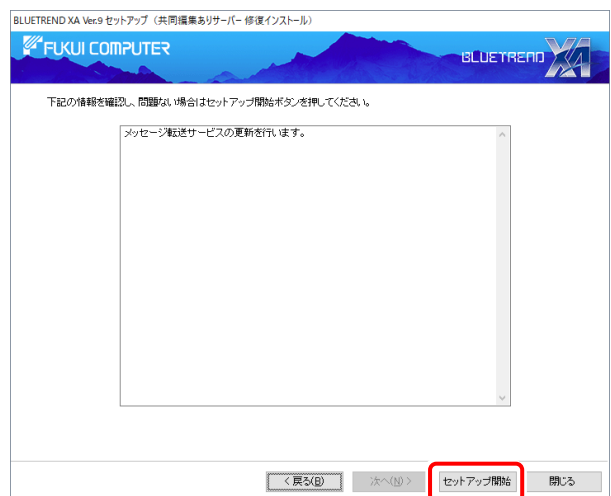 BLUETREND XA Ver.9 セットアップ（共同編集ありサーバー 修復インストール）
FUKUI COMPUTER
BLUETREND XA
下記の情報を確認し、問題ない場合はセットアップ開始ボタンを押してください。
メッセージ転送サービスの更新を行います。
< 戻る(B) 次へ(N) > セットアップ開始 閉じる